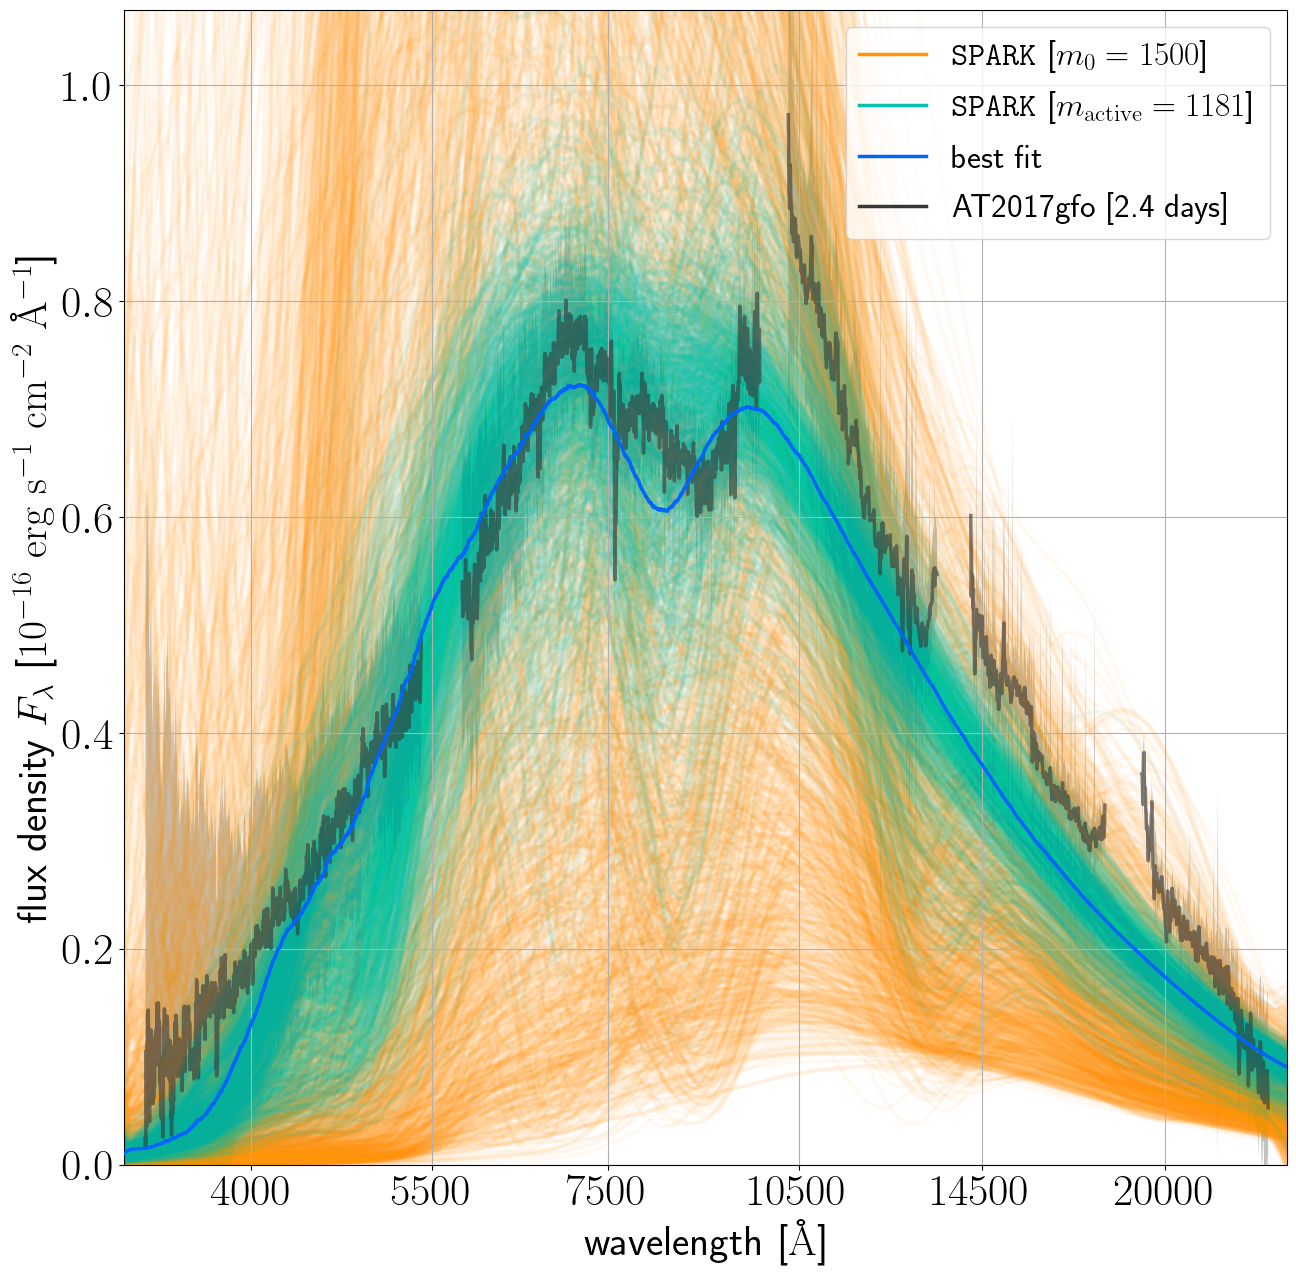 SPARK [m₀ = 1500]
SPARK [m_active = 1181]
best fit
AT2017gfo [2.4 days]
flux density F_λ [10⁻¹⁶ erg s⁻¹ cm⁻² Å⁻¹]
1.0
0.8
0.6
0.4
0.2
0.0
4000 5500 7500 10500 14500 20000
wavelength [Å]